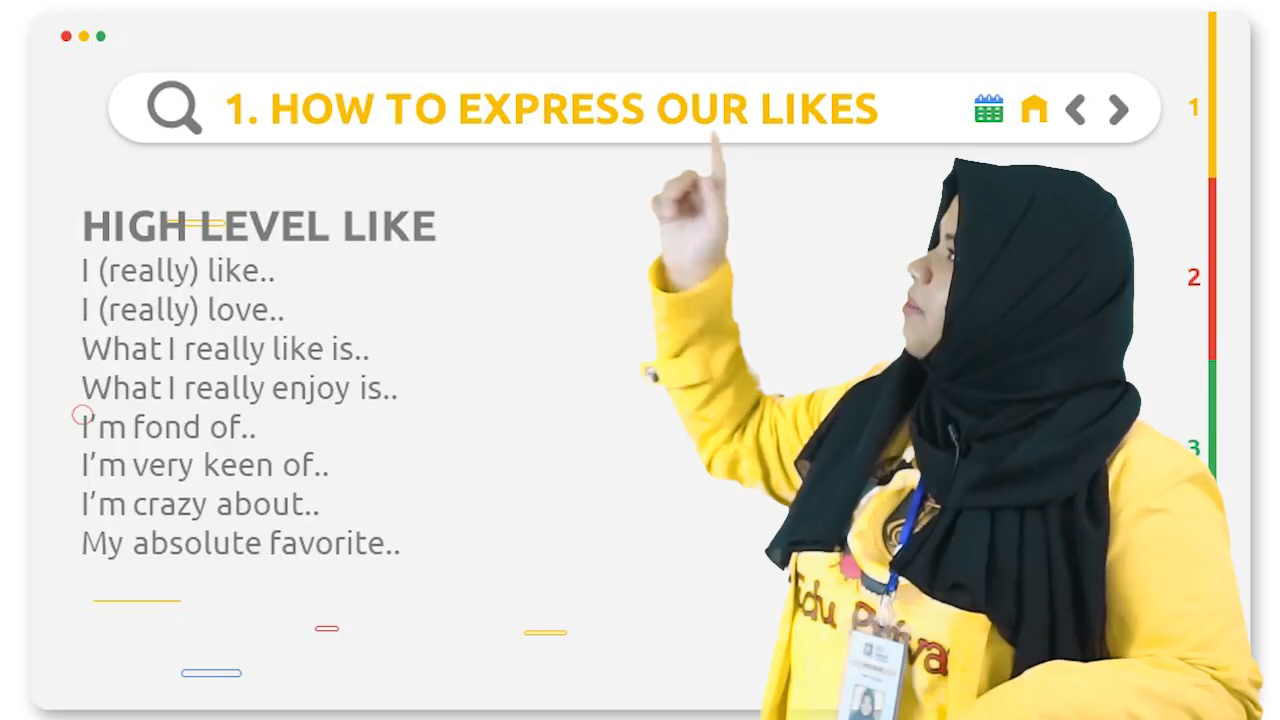 1. HOW TO EXPRESS OUR LIKES
1
HIGH LEVEL LIKE
I (really) like..
I (really) love..
What I really like is..
What I really enjoy is..
I'm fond of..
I'm very keen of..
I'm crazy about..
My absolute favorite..
2
3